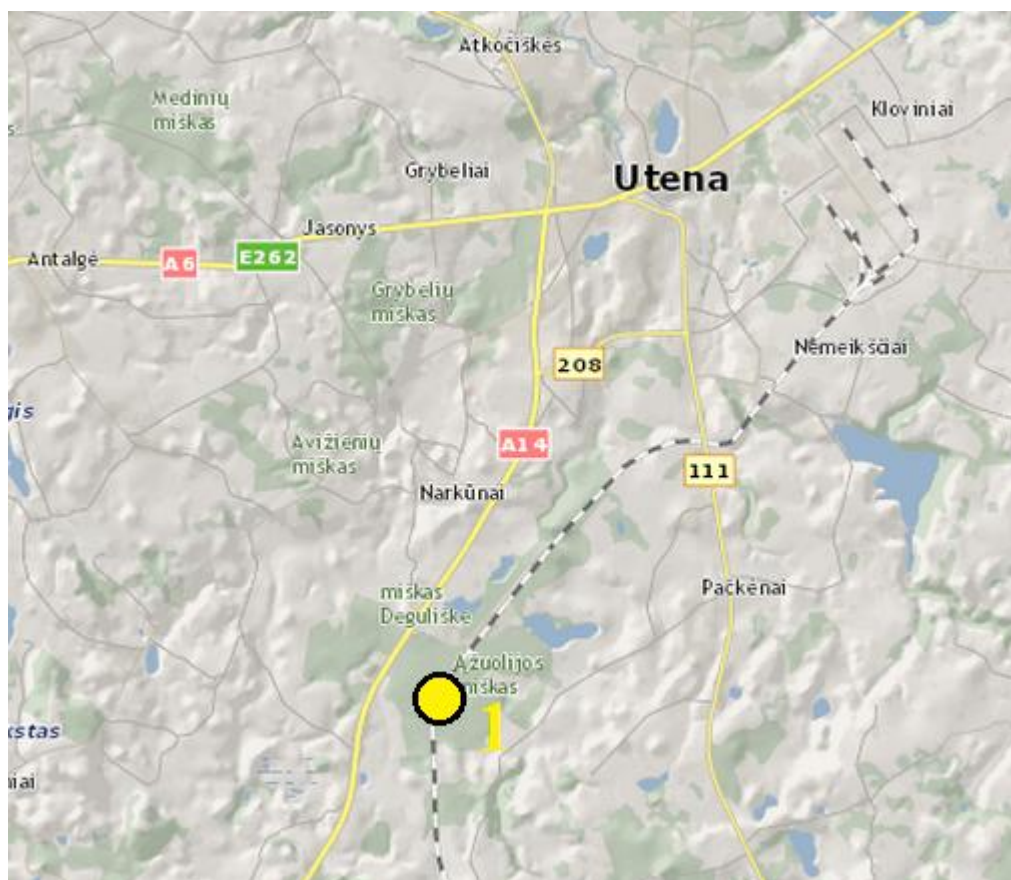 Atkočiškės
Medinių
miškas
Kloviniai
Grybeliai
Utena
Jasonys
Antalgė
A6
E262
Grybelių
miškas
208
Nemeikščiai
Avižienių
miškas
A14
111
Narkūnai
miškas
Deguliškė
Pačkėnai
Ąžuolijos
miškas
1